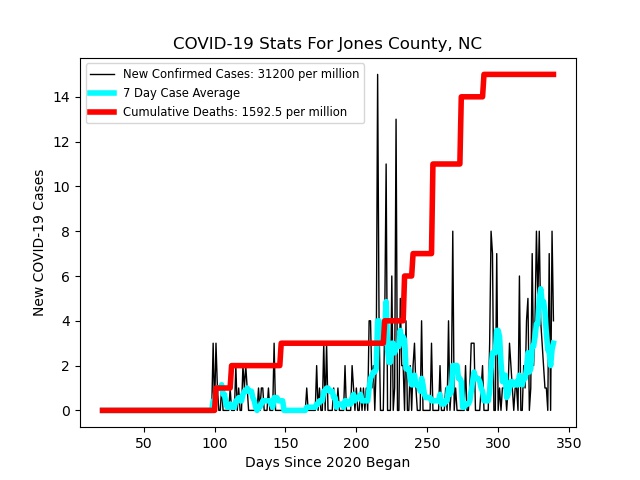 COVID-19 Stats For Jones County, NC
New Confirmed Cases: 31200 per million
7 Day Case Average
Cumulative Deaths: 1592.5 per million
New COVID-19 Cases
14
12
10
8
6
4
2
0
50
100
150
200
250
300
350
Days Since 2020 Began